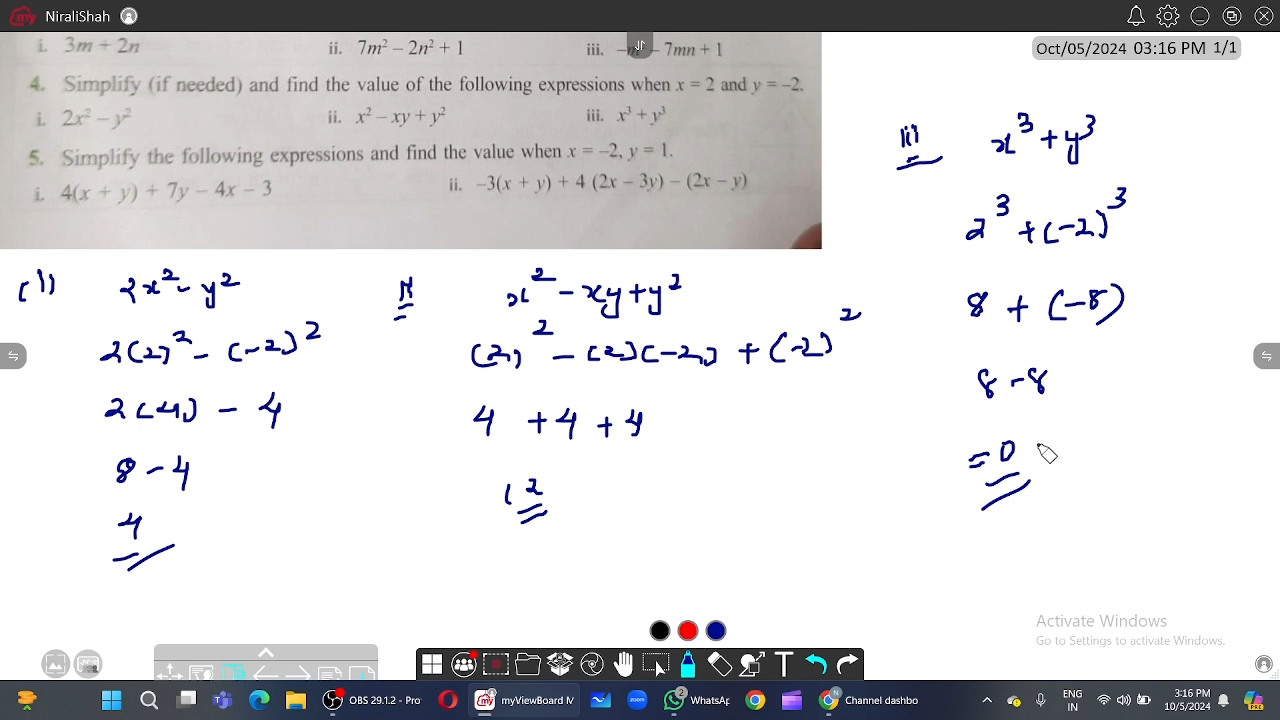 NiraliShah
Oct/05/2024 03:16 PM 1/1
i. 3m + 2n ii. 7m² – 2n² + 1 iii. – 7mn + 1
4. Simplify (if needed) and find the value of the following expressions when x = 2 and y = –2.
i. 2x² – y² ii. x² – xy + y² iii. x³ + y³
5. Simplify the following expressions and find the value when x = –2, y = 1.
i. 4(x + y) + 7y – 4x – 3 ii. –3(x + y) + 4 (2x – 3y) – (2x – y)
(i) 2x² - y²
2(2)² - (-2)²
2(4) - 4
8 - 4
4
ii x² - xy + y²
(2)² - (2)(-2) + (-2)²
4 + 4 + 4
12
iii x³ + y³
2³ + (-2)³
8 + (-8)
8 - 8
= 0
Activate Windows
Go to Settings to activate Windows.
OBS 29.1.2 - Pro
myViewBoard M
zoom
2
WhatsAp
N
Channel dashbo
ENG
IN
3:16 PM
10/5/2024